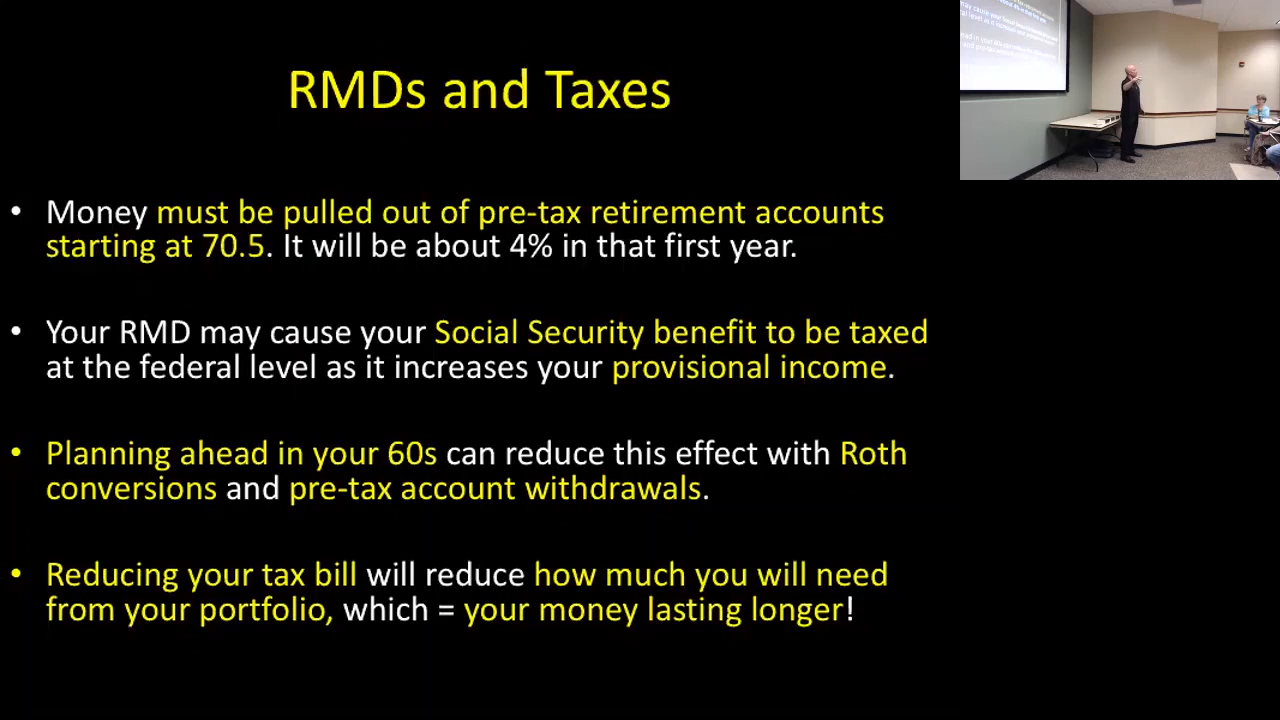 RMDs and Taxes
• Money must be pulled out of pre-tax retirement accounts
starting at 70.5. It will be about 4% in that first year.
• Your RMD may cause your Social Security benefit to be taxed
at the federal level as it increases your provisional income.
• Planning ahead in your 60s can reduce this effect with Roth
conversions and pre-tax account withdrawals.
• Reducing your tax bill will reduce how much you will need
from your portfolio, which = your money lasting longer!